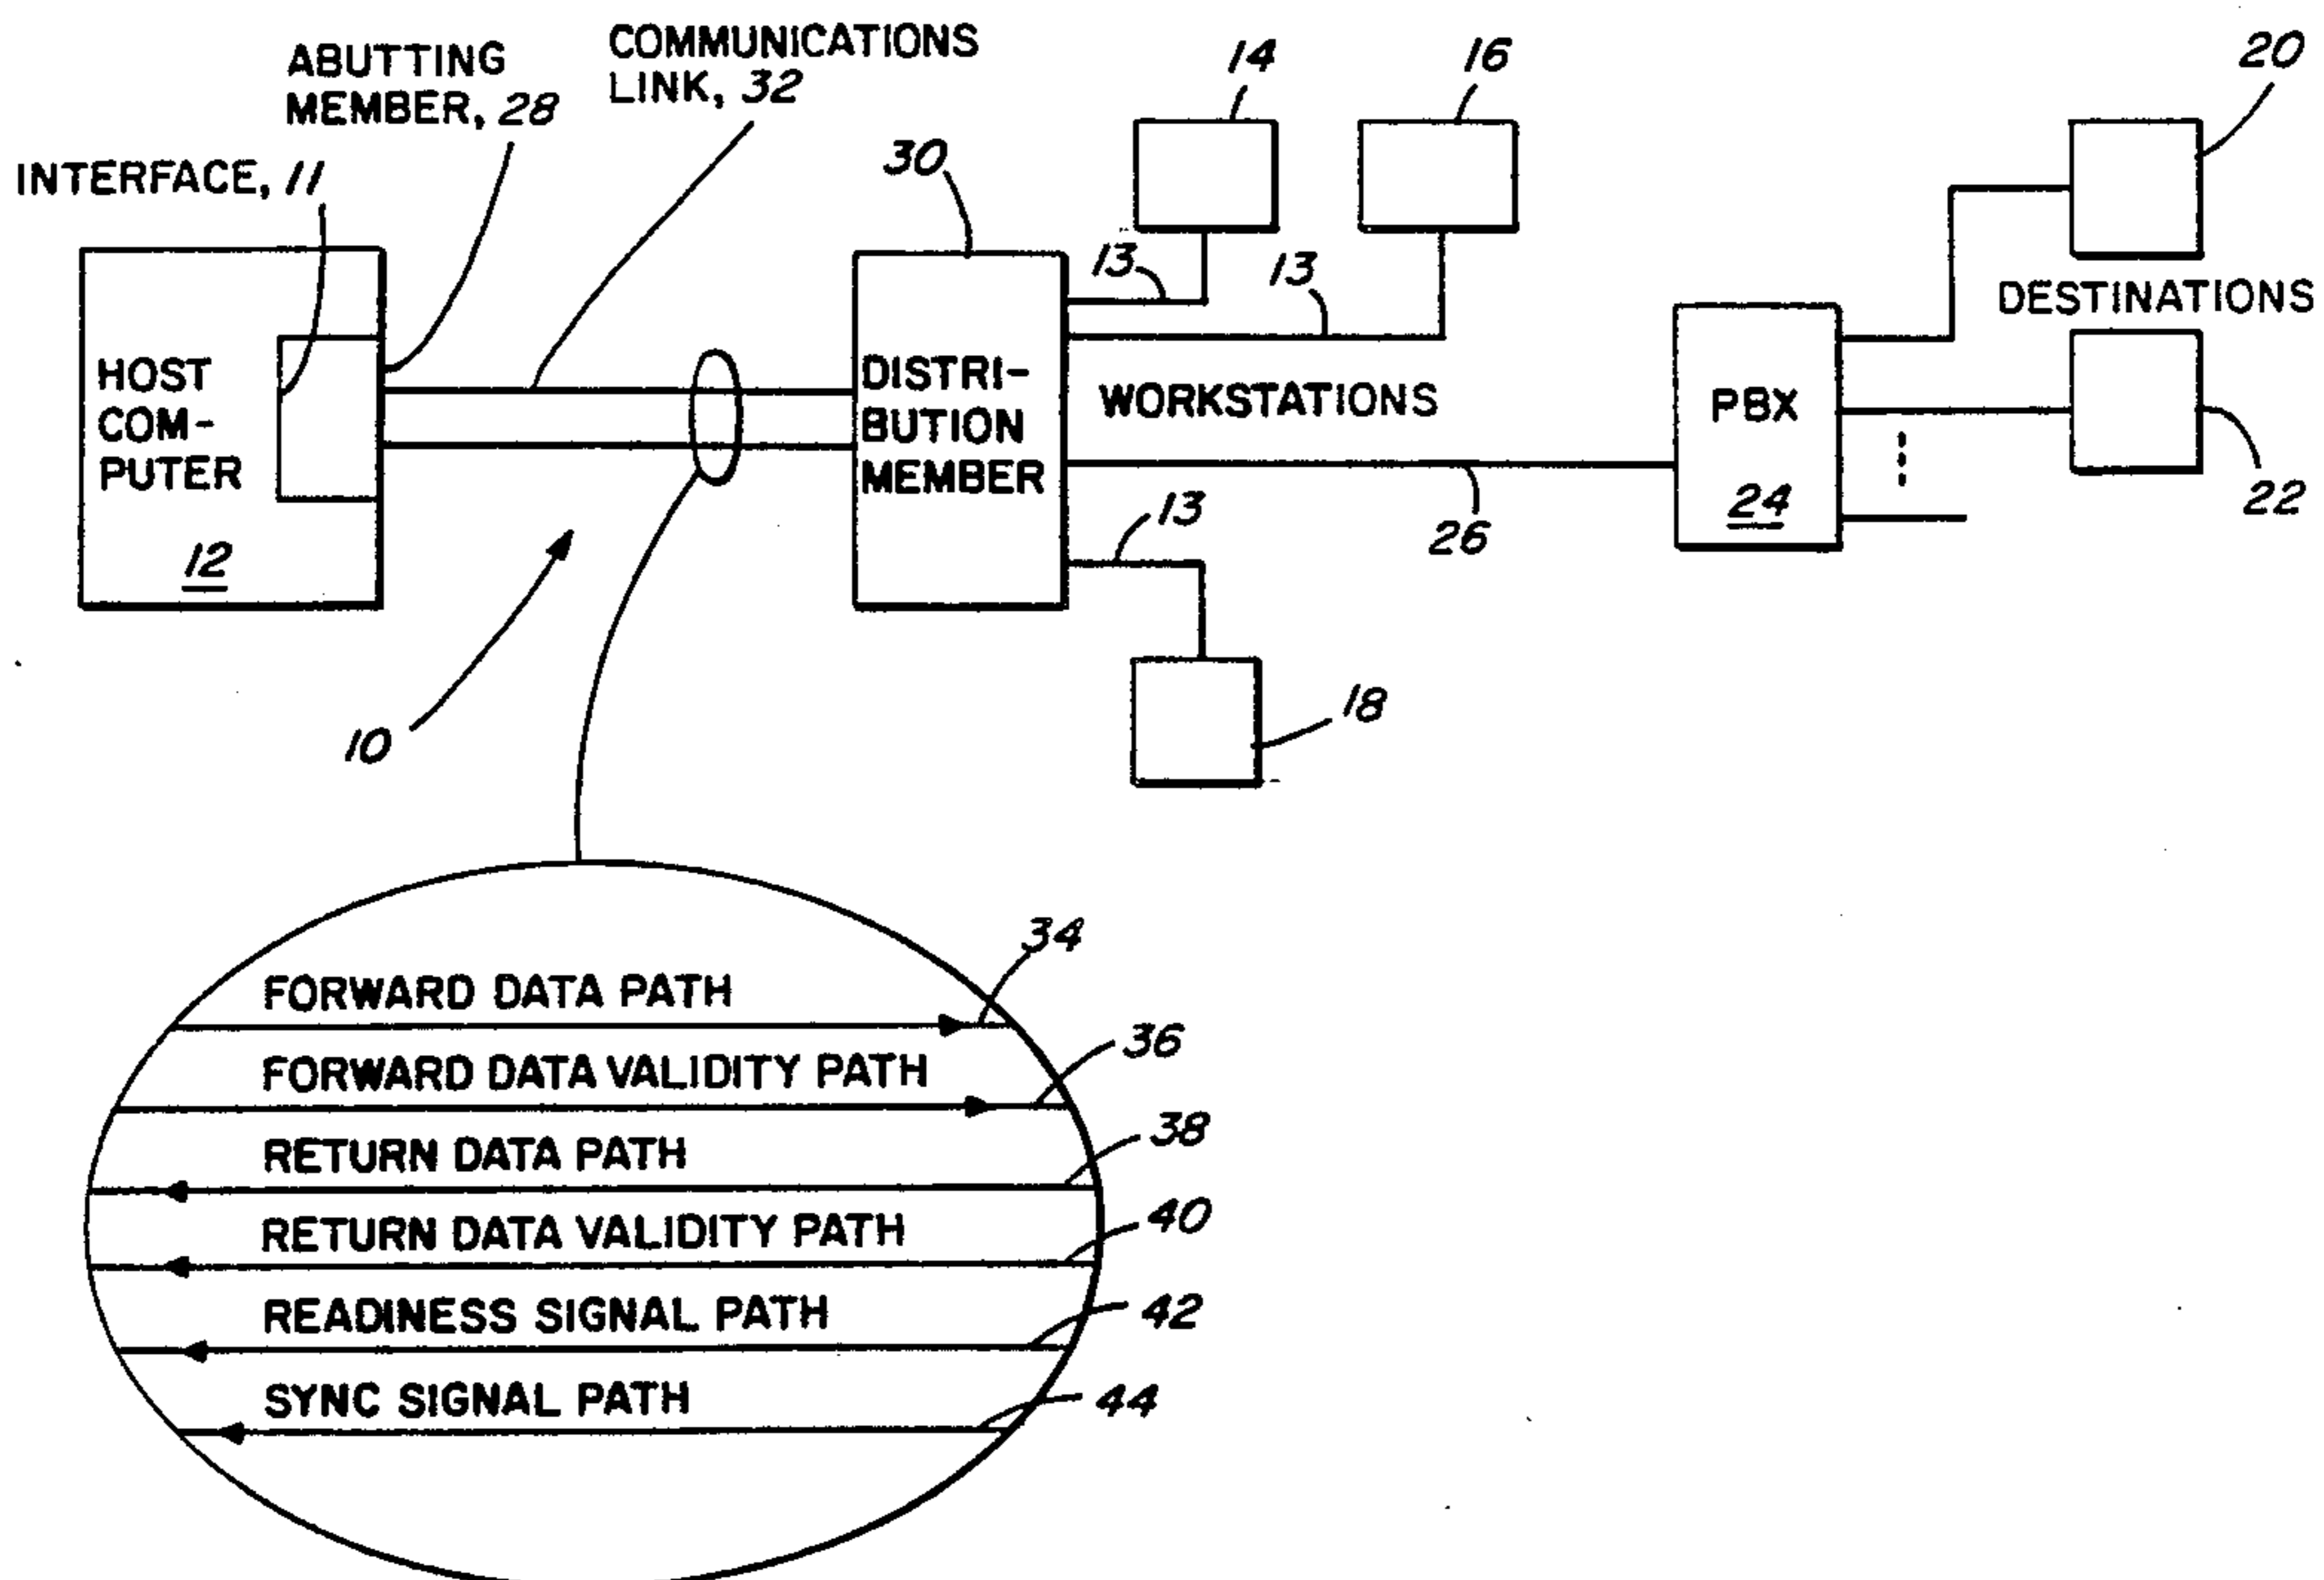 ABUTTING
MEMBER, 28
COMMUNICATIONS
LINK, 32
INTERFACE, 11
14
16
20
30
13
13
DESTINATIONS
HOST
COM-
PUTER
12
DISTRI-
BUTION
MEMBER
WORKSTATIONS
PBX
24
22
26
13
10
18
34
FORWARD DATA PATH
36
FORWARD DATA VALIDITY PATH
38
RETURN DATA PATH
40
RETURN DATA VALIDITY PATH
42
READINESS SIGNAL PATH
44
SYNC SIGNAL PATH